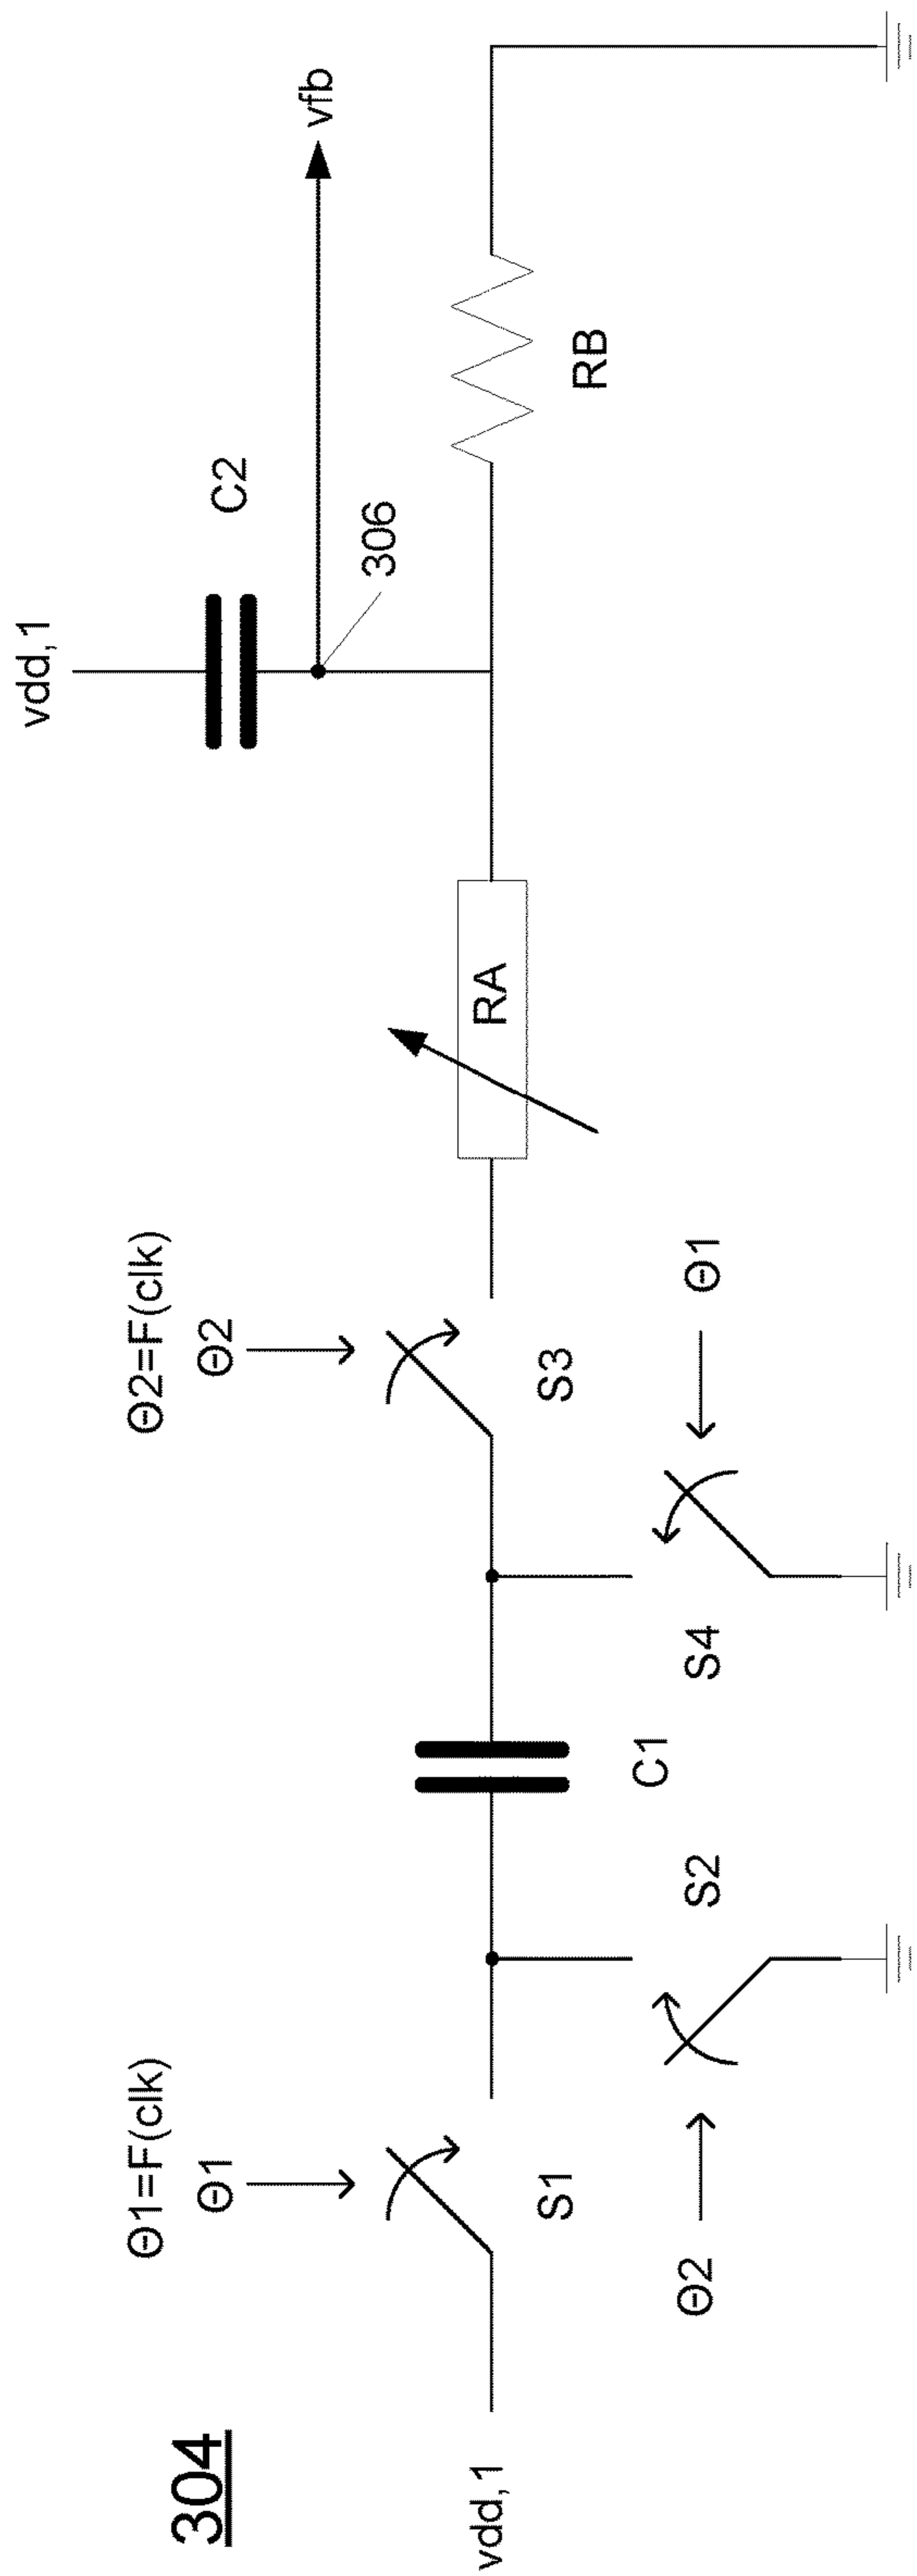 304
vdd,1
Θ1=F(clk)
Θ1
S1
Θ2
S2
C1
S4
Θ2=F(clk)
Θ2
S3
Θ1
RA
vdd,1
C2
306
vfb
RB